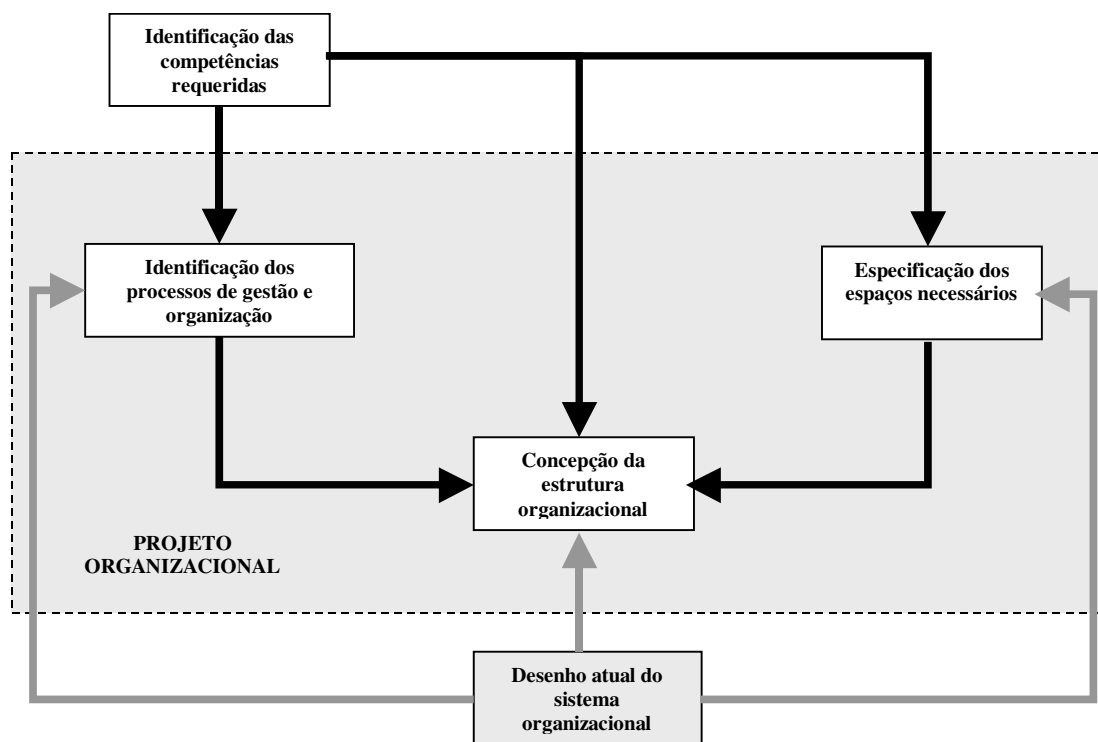 Identificação das
competências
requeridas
Identificação dos
processos de gestão e
organização
Especificação dos
espaços necessários
Concepção da
estrutura
organizacional
PROJETO
ORGANIZACIONAL
Desenho atual do
sistema
organizacional